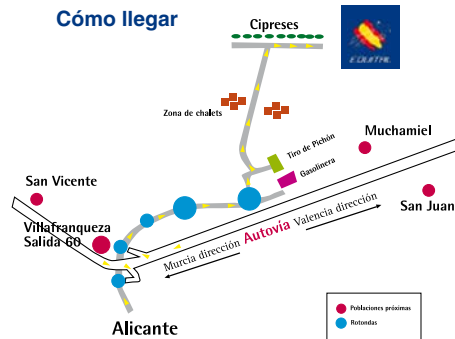 Cómo llegar
Cipreses
EQUITAL
Zona de chalets
Tiro de Pichón
Gasolinera
Muchamiel
San Vicente
San Juan
Villafranqueza
Salida 60
Murcia dirección Autovía Valencia dirección
Alicante
Poblaciones próximas
Rotondas